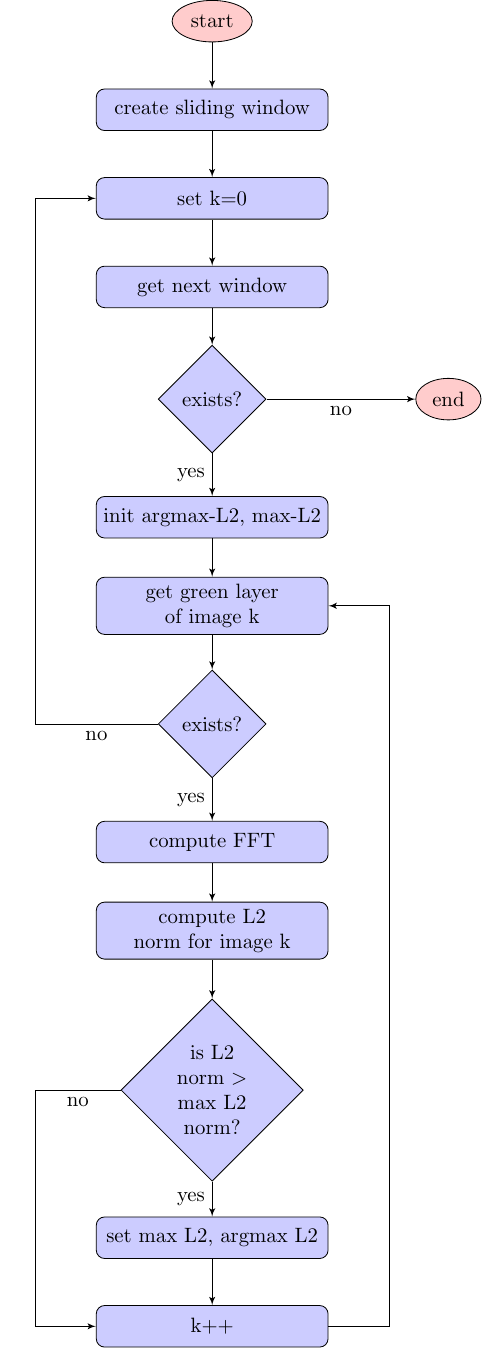 start
create sliding window
set k=0
get next window
exists?
no
end
yes
init argmax-L2, max-L2
get green layer
of image k
exists?
no
yes
compute FFT
compute L2
norm for image k
is L2
norm >
max L2
norm?
no
yes
set max L2, argmax L2
k++